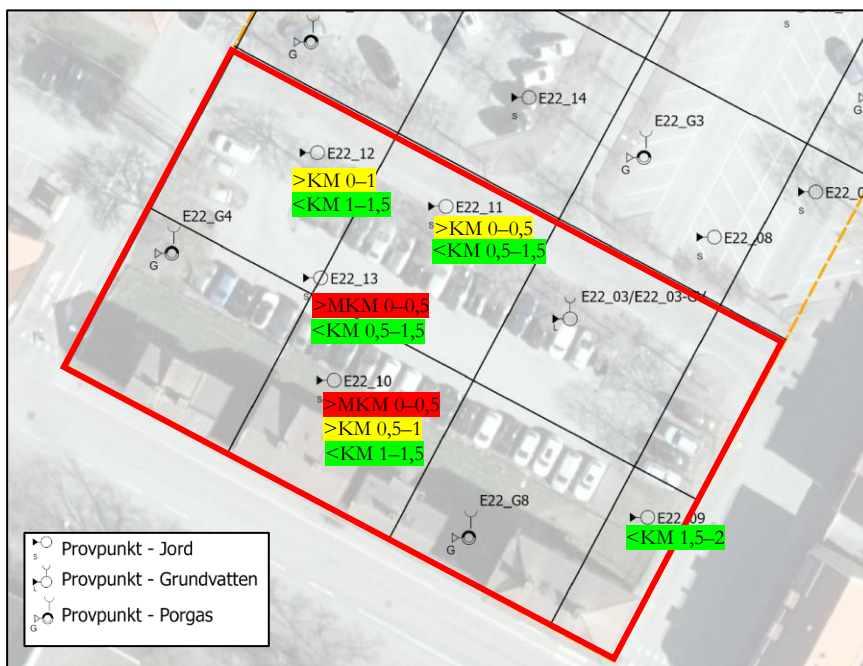 G
E22_14
E22_G3
G
G
E22_12
>KM 0–1
<KM 1–1,5
E22_11
S
>KM 0–0,5
<KM 0,5–1,5
E22_0
S
E22_08
S
E22_G4
G
E22_13
S
>MKM 0–0,5
<KM 0,5–1,5
E22_03/E22_03-GV
L
E22_10
S
>MKM 0–0,5
>KM 0,5–1
<KM 1–1,5
E22_G8
G
E22_09
<KM 1,5–2
S
Provpunkt - Jord
S
Provpunkt - Grundvatten
L
Provpunkt - Porgas
G